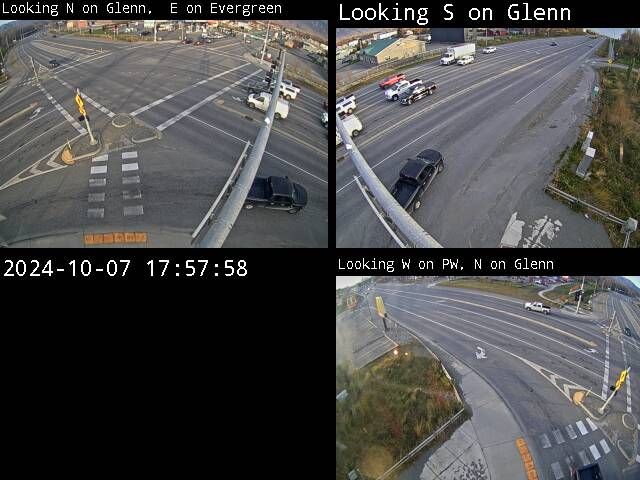 Looking N on Glenn,  E on Evergreen
Looking S on Glenn
2024-10-07 17:57:58
Looking W on PW, N on Glenn